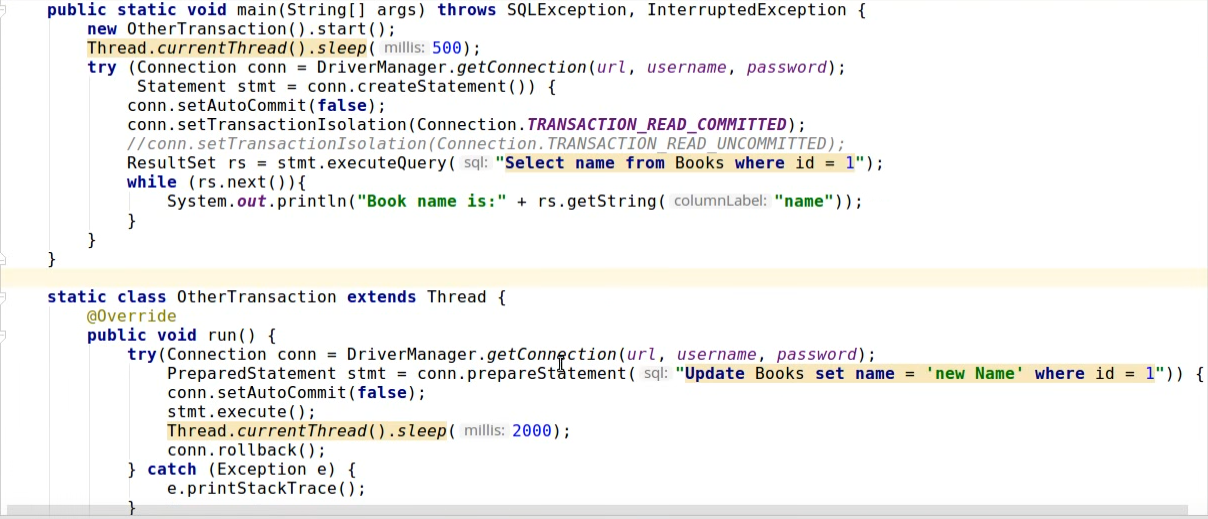 public static void main(String[] args) throws SQLException, InterruptedException {
new OtherTransaction().start();
Thread.currentThread().sleep( millis: 500);
try (Connection conn = DriverManager.getConnection(url, username, password);
Statement stmt = conn.createStatement()) {
conn.setAutoCommit(false);
conn.setTransactionIsolation(Connection.TRANSACTION_READ_COMMITTED);
//conn.setTransactionIsolation(Connection.TRANSACTION_READ_UNCOMMITTED);
ResultSet rs = stmt.executeQuery( sql: "Select name from Books where id = 1");
while (rs.next()){
System.out.println("Book name is:" + rs.getString( columnLabel: "name"));
}
}
}
static class OtherTransaction extends Thread {
@Override
public void run() {
try(Connection conn = DriverManager.getConnection(url, username, password);
PreparedStatement stmt = conn.prepareStatement( sql: "Update Books set name = 'new Name' where id = 1")) {
conn.setAutoCommit(false);
stmt.execute();
Thread.currentThread().sleep( millis: 2000);
conn.rollback();
} catch (Exception e) {
e.printStackTrace();
}